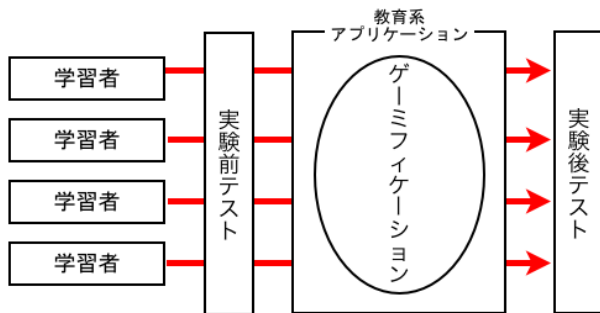 教育系
アプリケーション
学習者
学習者
学習者
学習者
実験前テスト
ゲーミフィケーション
実験後テスト